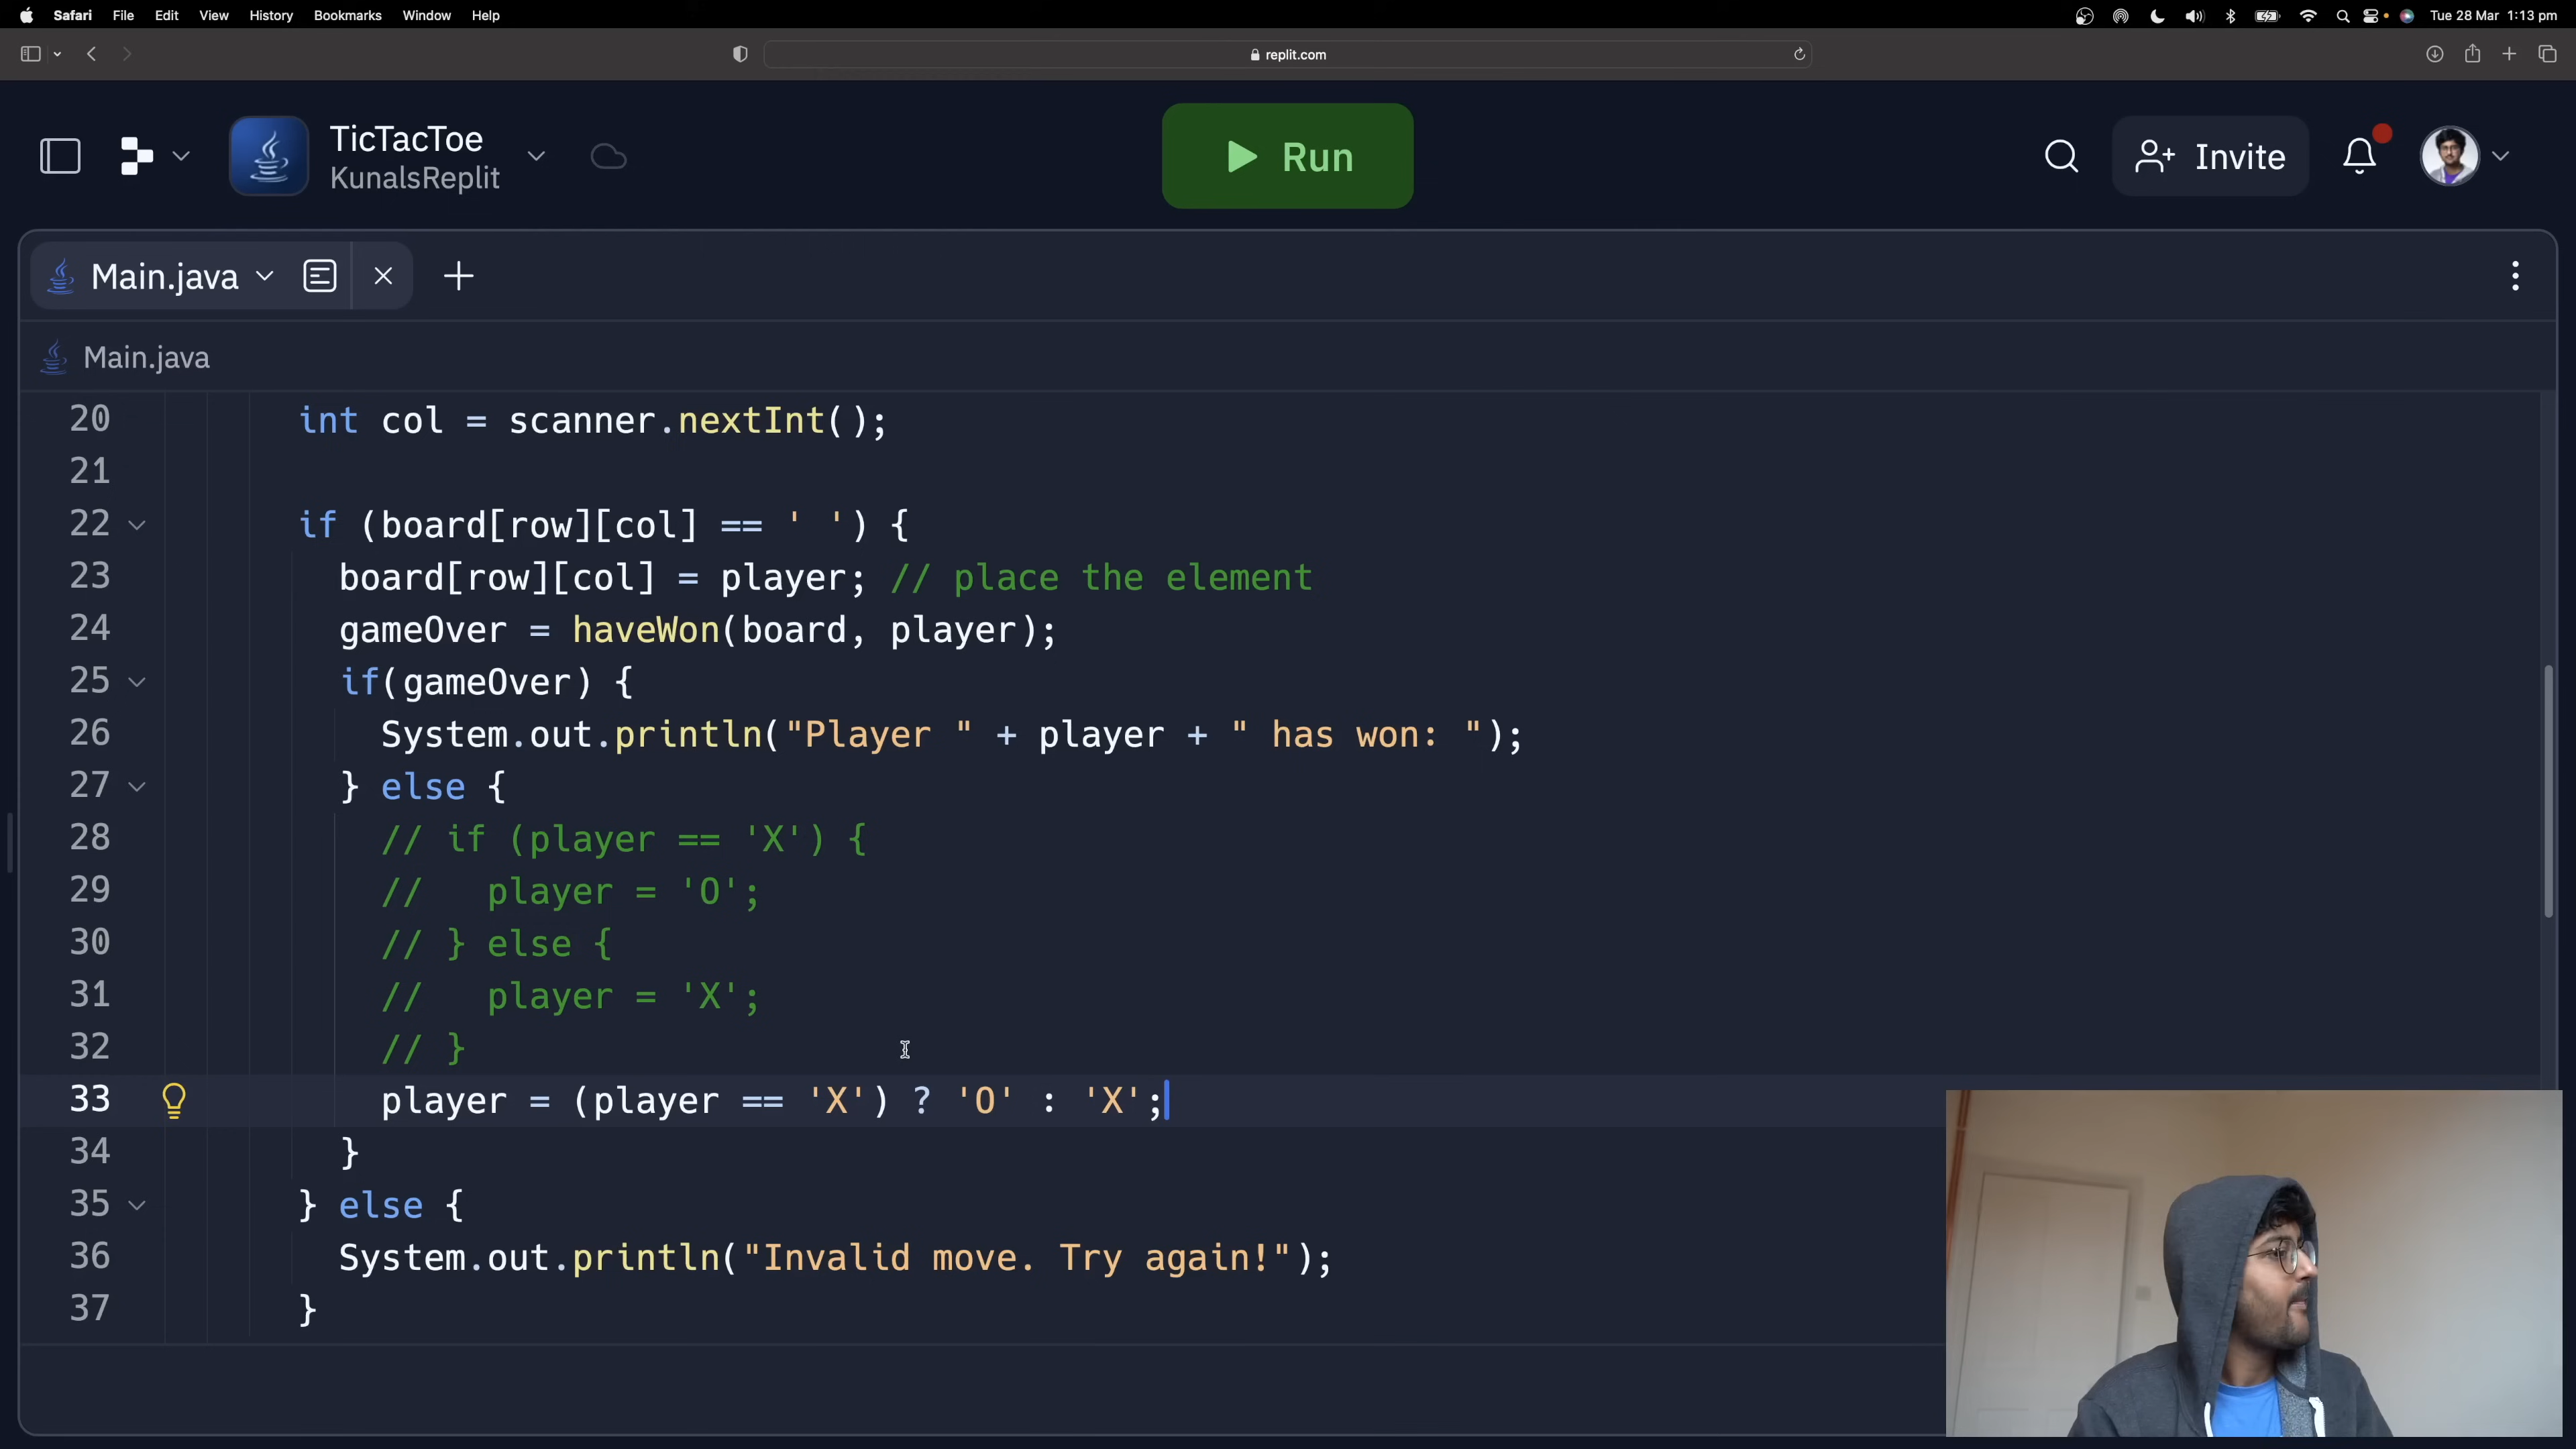 Safari File Edit View History Bookmarks Window Help Tue 28 Mar 1:13 pm
replit.com
TicTacToe
KunalsReplit
Run
Invite
Main.java
Main.java
20 int col = scanner.nextInt();
21
22 if (board[row][col] == ' ') {
23 board[row][col] = player; // place the element
24 gameOver = haveWon(board, player);
25 if(gameOver) {
26 System.out.println("Player " + player + " has won: ");
27 } else {
28 // if (player == 'X') {
29 //   player = 'O';
30 // } else {
31 //   player = 'X';
32 // }
33 player = (player == 'X') ? 'O' : 'X';
34 }
35 } else {
36 System.out.println("Invalid move. Try again!");
37 }